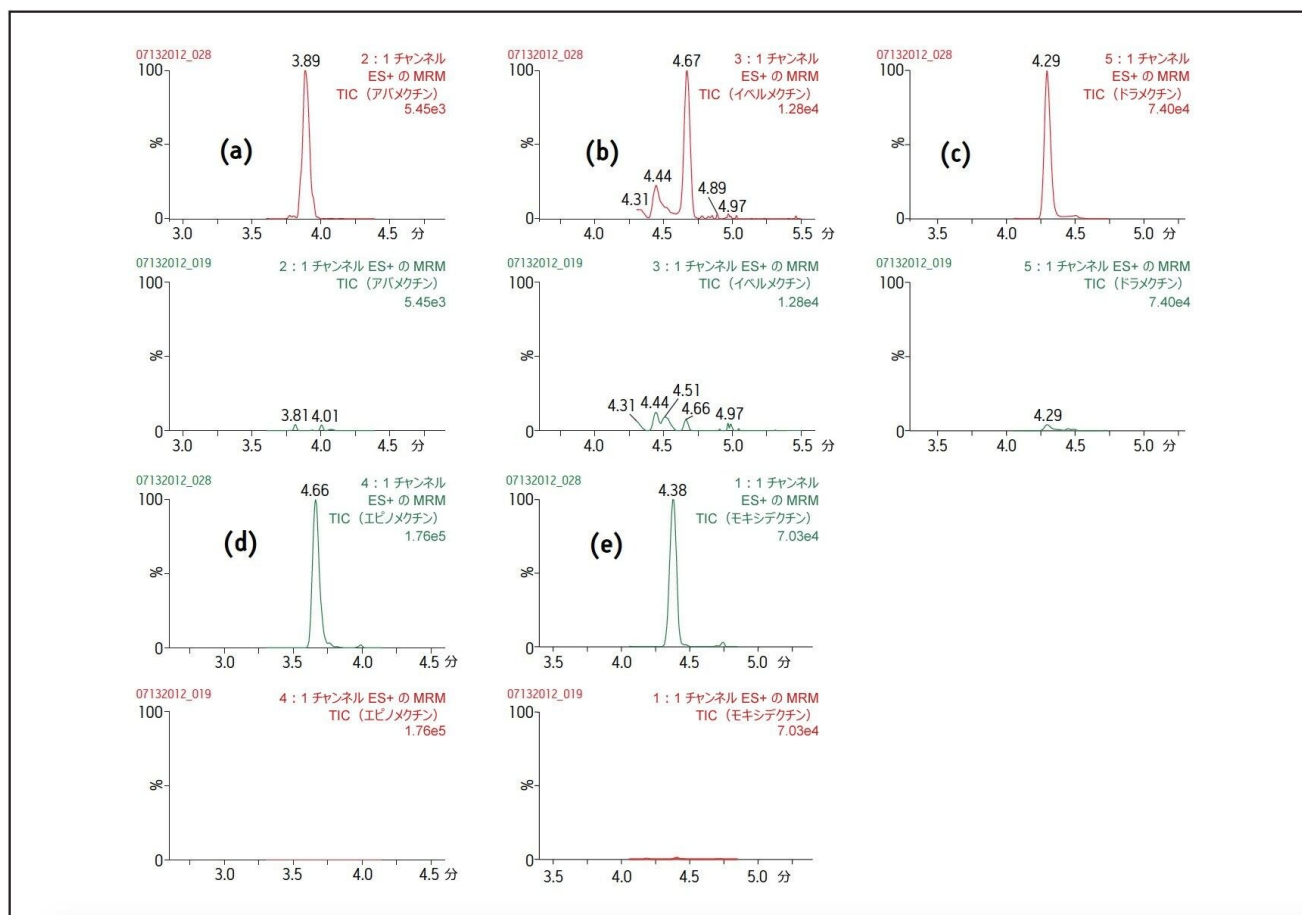 07132012_028
2 : 1 チャンネル
ES+ の MRM
TIC（アバメクチン）
5.45e3
100
%
0
3.89
(a)
3.0 3.5 4.0 4.5 分
07132012_028
3 : 1 チャンネル
ES+ の MRM
TIC（イベルメクチン）
1.28e4
100
%
0
4.67
(b)
4.44
4.31
4.89
4.97
4.0 4.5 5.0 5.5 分
07132012_028
5 : 1 チャンネル
ES+ の MRM
TIC（ドラメクチン）
7.40e4
100
%
0
4.29
(c)
3.5 4.0 4.5 5.0 分
07132012_019
2 : 1 チャンネル ES+ の MRM
TIC（アバメクチン）
5.45e3
100
%
0
3.81 4.01
3.0 3.5 4.0 4.5 分
07132012_019
3 : 1 チャンネル ES+ の MRM
TIC（イベルメクチン）
1.28e4
100
%
0
4.31 4.44 4.51 4.66 4.97
4.0 4.5 5.0 5.5 分
07132012_019
5 : 1 チャンネル ES+ の MRM
TIC（ドラメクチン）
7.40e4
100
%
0
4.29
3.5 4.0 4.5 5.0 分
07132012_028
4 : 1 チャンネル
ES+ の MRM
TIC（エピノメクチン）
1.76e5
100
%
0
4.66
(d)
3.0 3.5 4.0 4.5 分
07132012_028
1 : 1 チャンネル
ES+ の MRM
TIC（モキシデクチン）
7.03e4
100
%
0
4.38
(e)
3.5 4.0 4.5 5.0 分
07132012_019
4 : 1 チャンネル ES+ の MRM
TIC（エピノメクチン）
1.76e5
100
%
0
3.0 3.5 4.0 4.5 分
07132012_019
1 : 1 チャンネル ES+ の MRM
TIC（モキシデクチン）
7.03e4
100
%
0
3.5 4.0 4.5 5.0 分